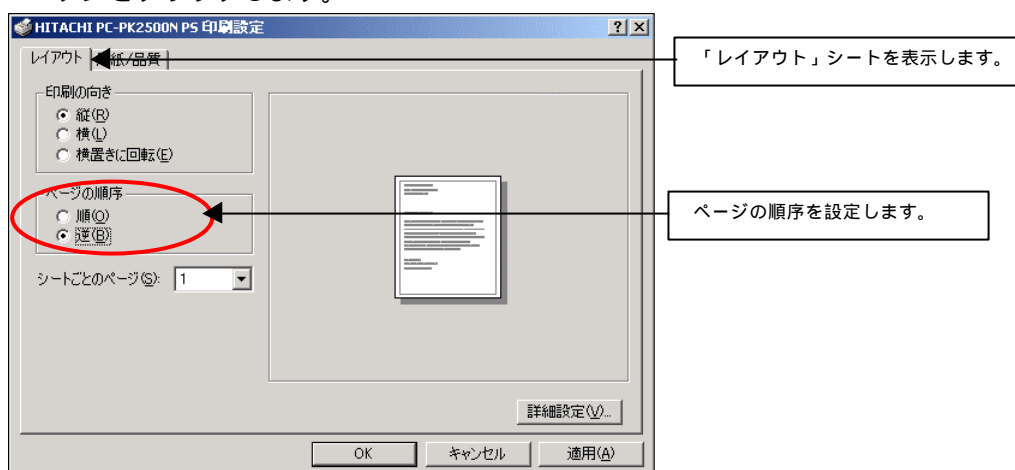 HITACHI PC-PK2500N PS 印刷設定
レイアウト
紙/品質
「レイアウト」シートを表示します。
印刷の向き
縦(R)
横(L)
横置きに回転(E)
ページの順序
順(O)
逆(B)
ページの順序を設定します。
シートごとのページ(S): 1
詳細設定(V)...
OK キャンセル 適用(A)